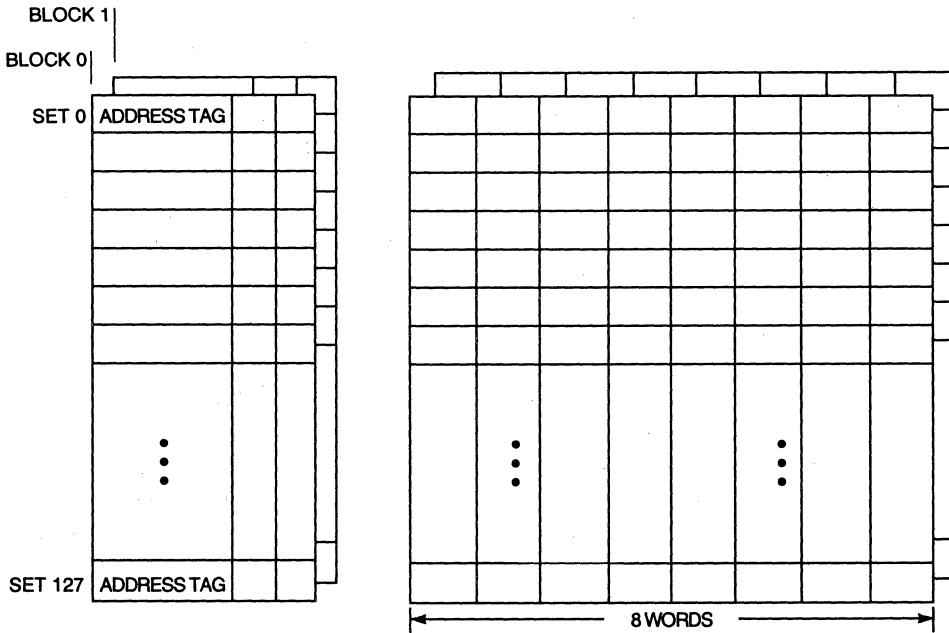 BLOCK 1
BLOCK 0
SET 0 ADDRESS TAG
SET 127 ADDRESS TAG
8 WORDS